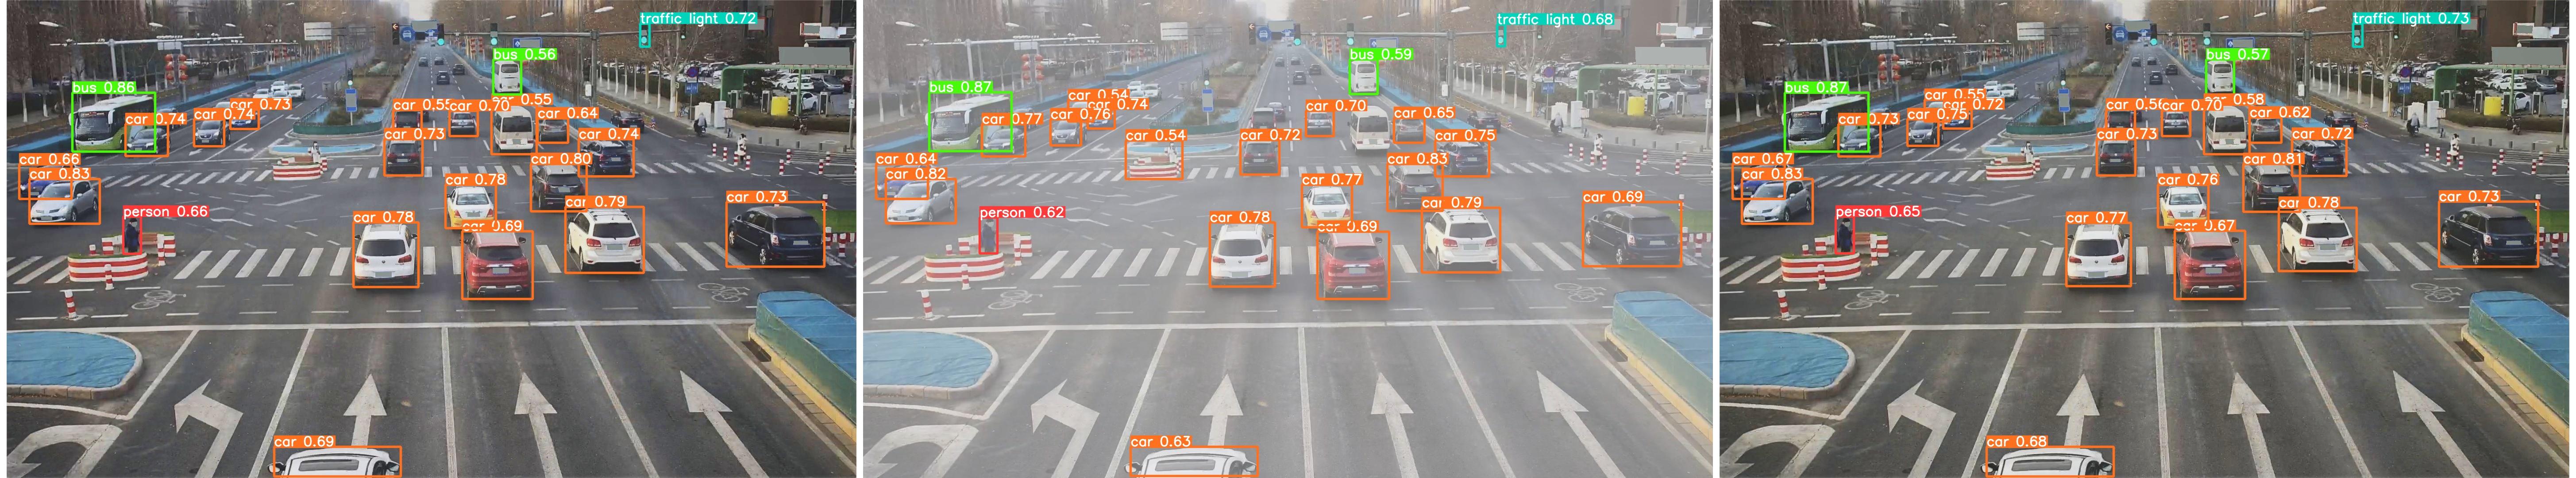 traffic light 0.72
bus 0.56
bus 0.86
car 0.73
car 0.70
0.55
car 0.74
car 0.74
car 0.64
car 0.73
car 0.74
car 0.66
car 0.80
car 0.83
car 0.78
car 0.73
person 0.66
car 0.78
car 0.79
0.69
car 0.69
traffic light 0.68
bus 0.59
bus 0.87
car 0.54
car 0.74
car 0.70
car 0.76
car 0.65
car 0.77
car 0.54
car 0.72
car 0.75
car 0.64
car 0.83
car 0.82
car 0.77
car 0.69
person 0.62
car 0.78
car 0.79
0.69
car 0.63
traffic light 0.73
bus 0.57
bus 0.87
car 0.55
car 0.72
0.58
car 0.75
car 0.62
car 0.73
car 0.73
car 0.72
car 0.67
car 0.81
car 0.83
car 0.76
car 0.73
person 0.65
car 0.77
car 0.78
0.67
car 0.68